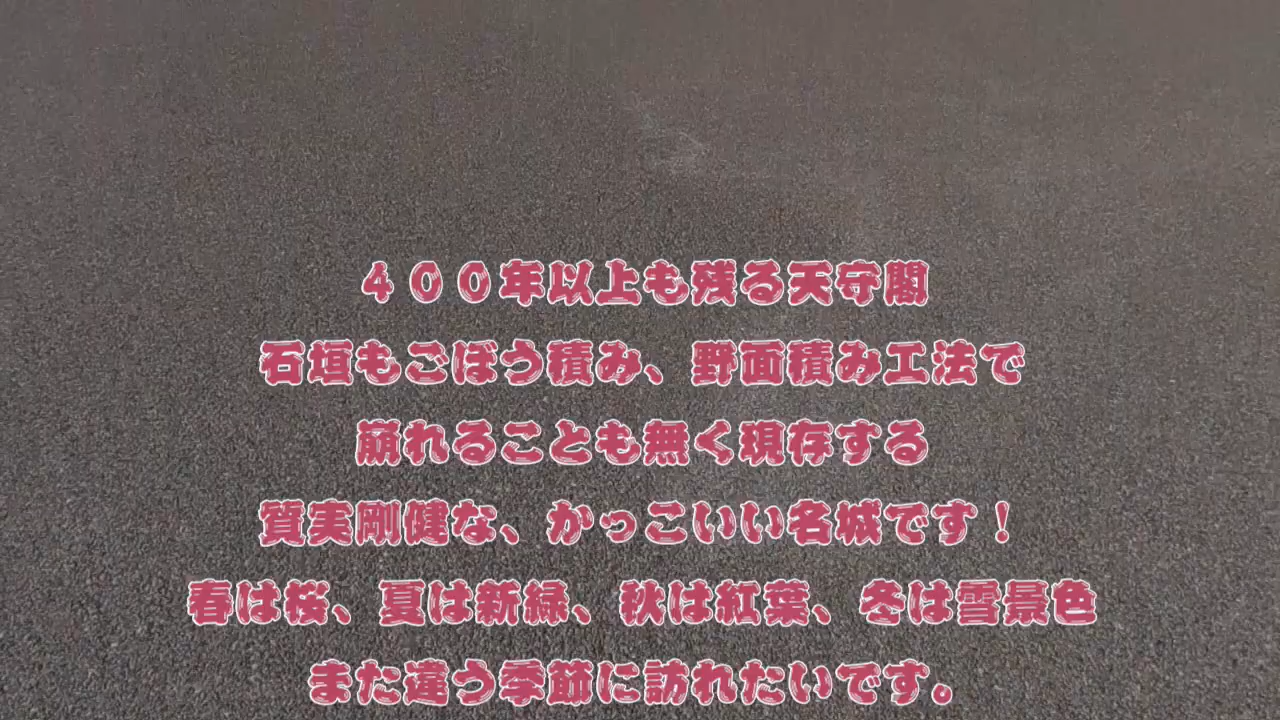 ４００年以上も残る天守閣
石垣もごぼう積み、野面積み工法で
崩れることも無く現存する
質実剛健な、かっこいい名城です！
春は桜、夏は新緑、秋は紅葉、冬は雪景色
また違う季節に訪れたいです。